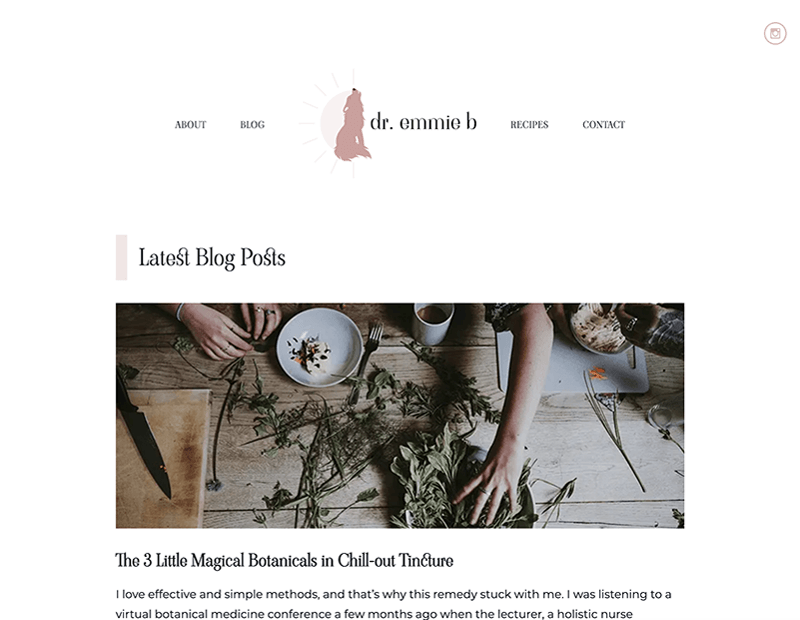 ABOUT BLOG dr. emmie b RECIPES CONTACT
Latest Blog Posts
The 3 Little Magical Botanicals in Chill-out Tincture
I love effective and simple methods, and that's why this remedy stuck with me. I was listening to a
virtual botanical medicine conference a few months ago when the lecturer, a holistic nurse